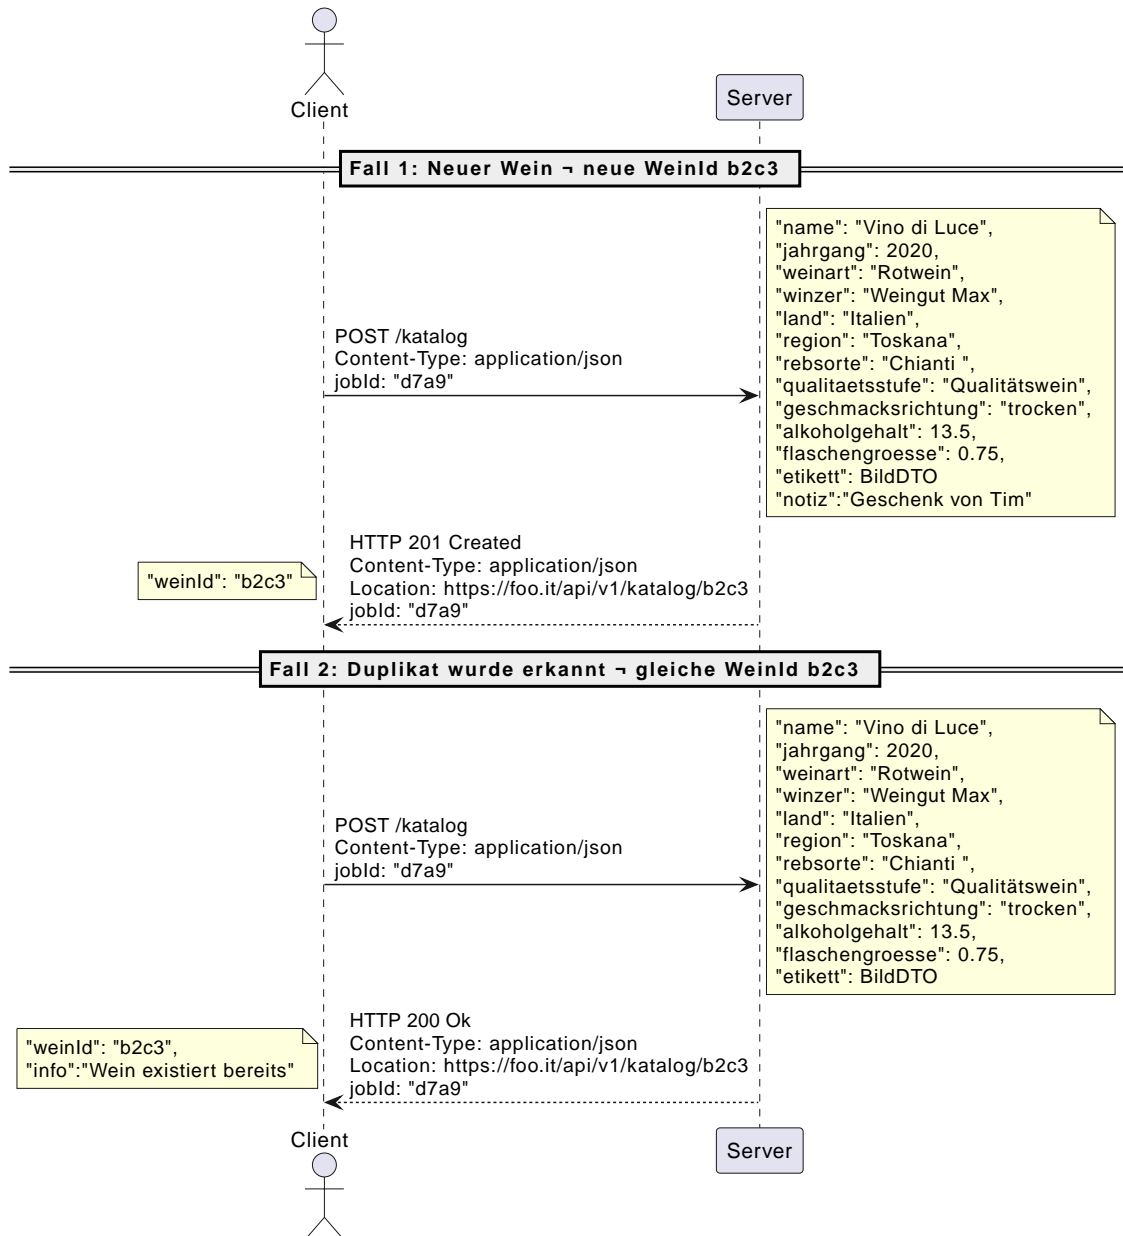 Client
Server
Fall 1: Neuer Wein ¬ neue WeinId b2c3
"name": "Vino di Luce",
"jahrgang": 2020,
"weinart": "Rotwein",
"winzer": "Weingut Max",
"land": "Italien",
"region": "Toskana",
"rebsorte": "Chianti ",
"qualitaetsstufe": "Qualitätswein",
"geschmacksrichtung": "trocken",
"alkoholgehalt": 13.5,
"flaschengroesse": 0.75,
"etikett": BildDTO
"notiz":"Geschenk von Tim"
POST /katalog
Content-Type: application/json
jobId: "d7a9"
HTTP 201 Created
Content-Type: application/json
Location: https://foo.it/api/v1/katalog/b2c3
jobId: "d7a9"
"weinId": "b2c3"
Fall 2: Duplikat wurde erkannt ¬ gleiche WeinId b2c3
"name": "Vino di Luce",
"jahrgang": 2020,
"weinart": "Rotwein",
"winzer": "Weingut Max",
"land": "Italien",
"region": "Toskana",
"rebsorte": "Chianti ",
"qualitaetsstufe": "Qualitätswein",
"geschmacksrichtung": "trocken",
"alkoholgehalt": 13.5,
"flaschengroesse": 0.75,
"etikett": BildDTO
POST /katalog
Content-Type: application/json
jobId: "d7a9"
HTTP 200 Ok
Content-Type: application/json
Location: https://foo.it/api/v1/katalog/b2c3
jobId: "d7a9"
"weinId": "b2c3",
"info":"Wein existiert bereits"
Client
Server